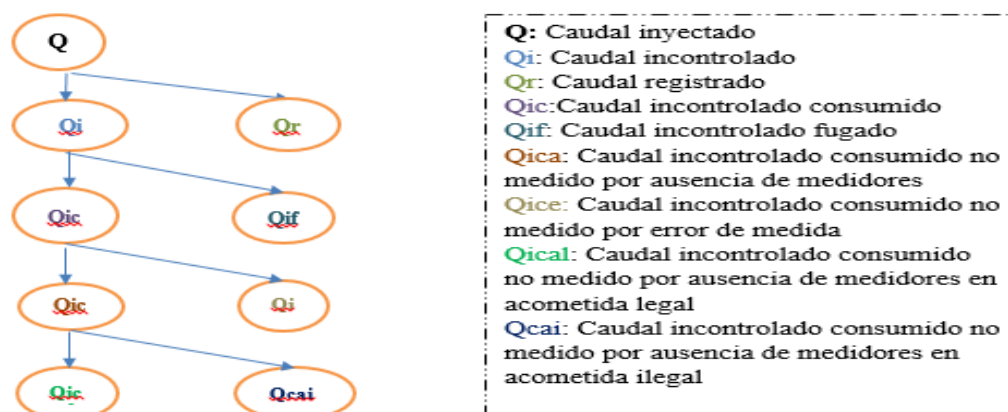 Q
Qi
Qr
Qic
Qif
Qic
Qi
Qic
Qcai
Q: Caudal inyectado
Qi: Caudal incontrolado
Qr: Caudal registrado
Qic:Caudal incontrolado consumido
Qif: Caudal incontrolado fugado
Qica: Caudal incontrolado consumido no
medido por ausencia de medidores
Qice: Caudal incontrolado consumido no
medido por error de medida
Qical: Caudal incontrolado consumido
no medido por ausencia de medidores en
acometida legal
Qcai: Caudal incontrolado consumido no
medido por ausencia de medidores en
acometida ilegal